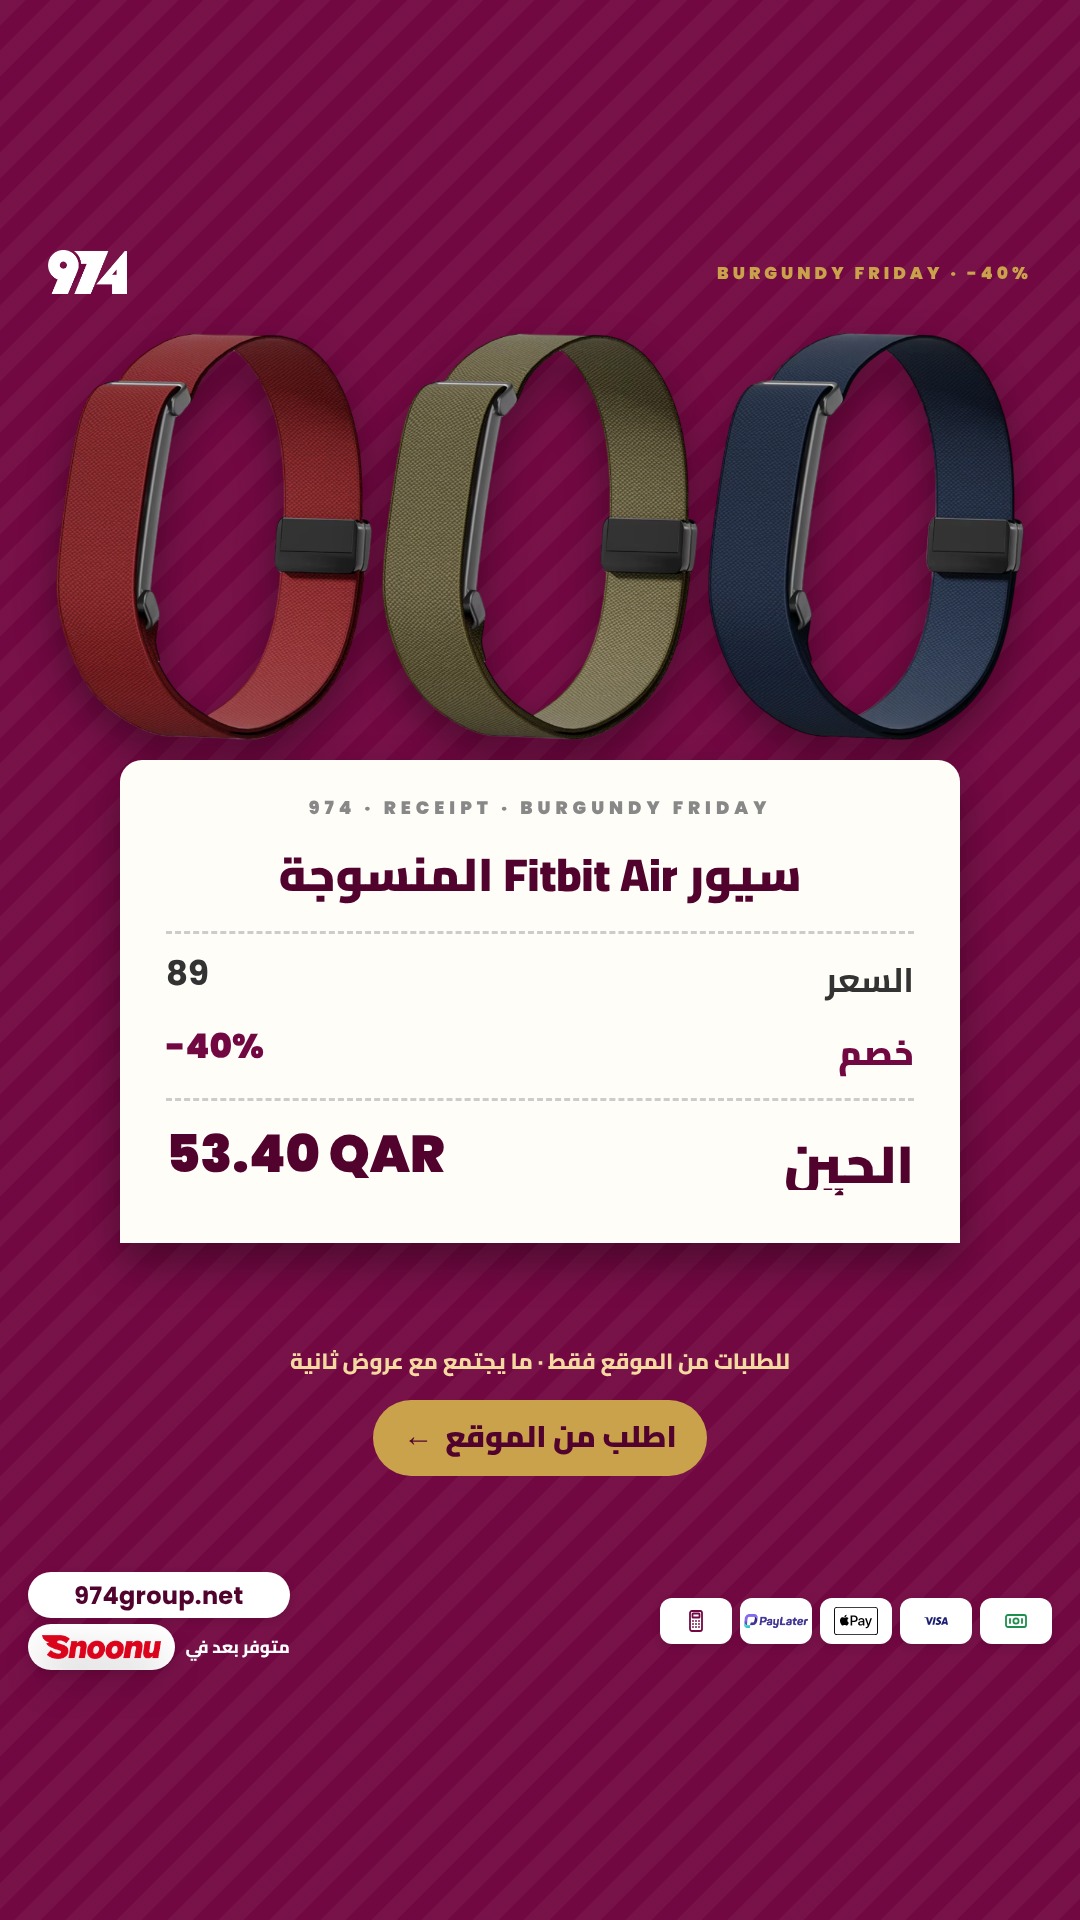 974
BURGUNDY FRIDAY · -40%
974 · RECEIPT · BURGUNDY FRIDAY
سيور Fitbit Air المنسوجة
السعر 89
خصم -40%
الحين 53.40 QAR
للطلبات من الموقع فقط · ما يجتمع مع عروض ثانية
اطلب من الموقع ←
974group.net
متوفر بعد في Snoonu
PayLater
Pay
VISA